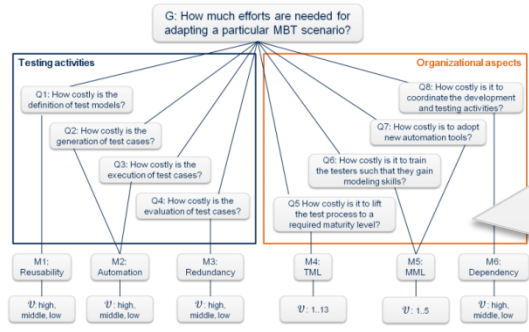 G: How much efforts are needed for
adapting a particular MBT scenario?
Testing activities
Organizational aspects
Q1: How costly is the
definition of test models?
Q2: How costly is the
generation of test cases?
Q3: How costly is the
execution of test cases?
Q4: How costly is the
evaluation of test cases?
Q8: How costly is it to
coordinate the development
and testing activities?
Q7: How costly is to adopt
new automation tools?
Q6: How costly is it to train
the testers such that they gain
modeling skills?
Q5 How costly is it to lift
the test process to a
required maturity level?
M1:
Reusability
M2:
Automation
M3:
Redundancy
M4:
TML
M5:
MML
M6:
Dependency
𝒱: high,
middle, low
𝒱: high,
middle, low
𝒱: high,
middle, low
𝒱: 1..13
𝒱: 1..5
𝒱: high,
middle, low